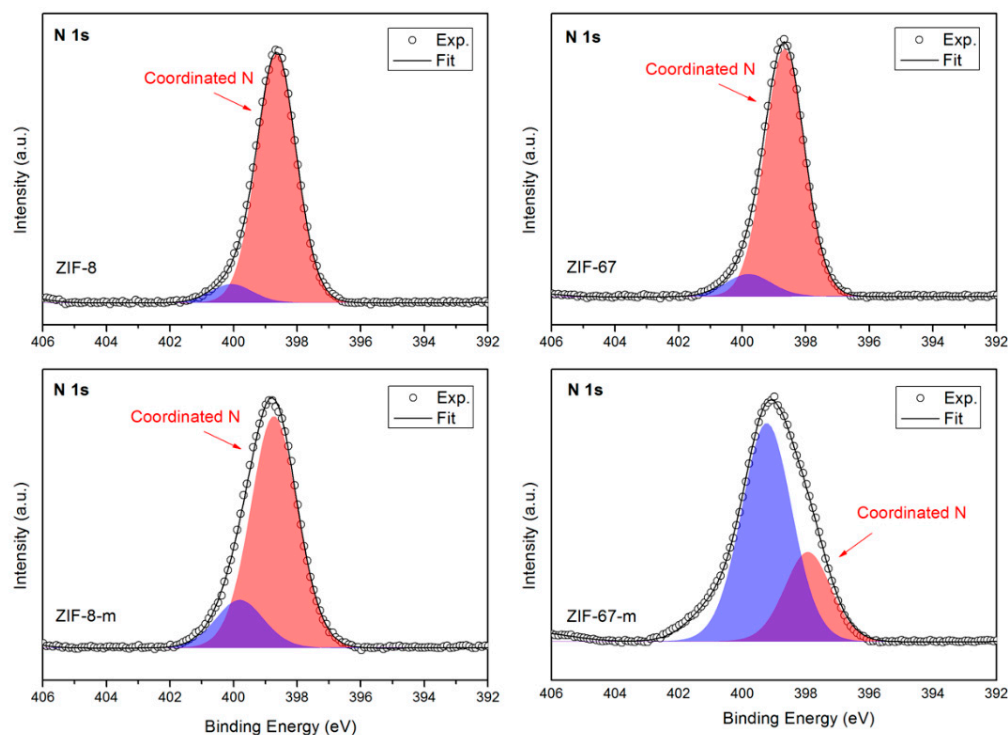 N 1s
Exp.
Fit
Coordinated N
Intensity (a.u.)
ZIF-8
406 404 402 400 398 396 394 392
N 1s
Exp.
Fit
Coordinated N
Intensity (a.u.)
ZIF-67
406 404 402 400 398 396 394 392
N 1s
Exp.
Fit
Coordinated N
Intensity (a.u.)
ZIF-8-m
406 404 402 400 398 396 394 392
Binding Energy (eV)
N 1s
Exp.
Fit
Coordinated N
Intensity (a.u.)
ZIF-67-m
406 404 402 400 398 396 394 392
Binding Energy (eV)